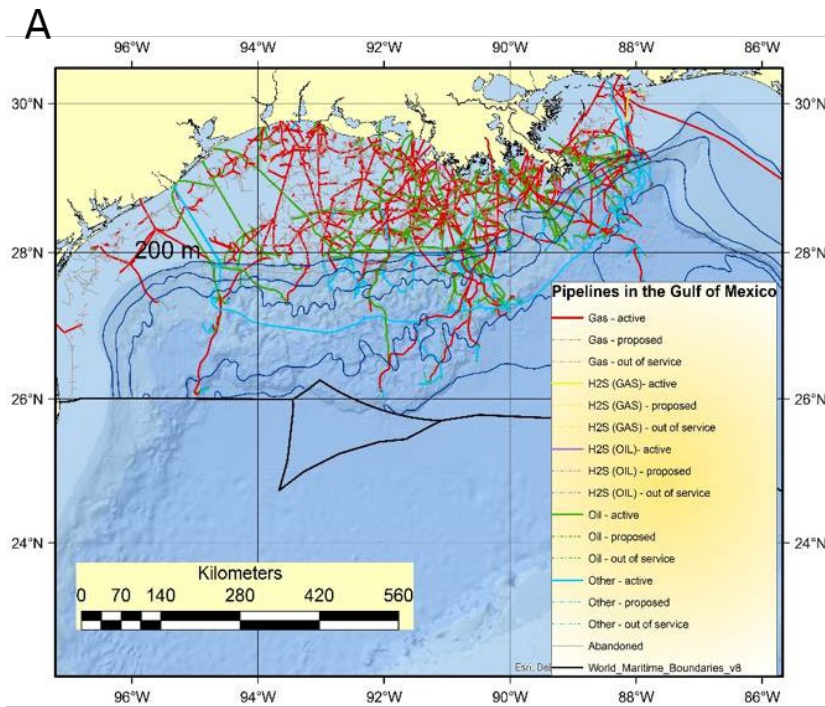 A
96°W 94°W 92°W 90°W 88°W 86°W
30°N 30°N
200 m
28°N 28°N
Pipelines in the Gulf of Mexico
Gas - active
Gas - proposed
Gas - out of service
H2S (GAS)- active
H2S (GAS) - proposed
H2S (GAS) - out of service
H2S (OIL)- active
H2S (OIL) - proposed
H2S (OIL) - out of service
Oil - active
Oil - proposed
Oil - out of service
Other - active
Other - proposed
Other - out of service
Abandoned
World_Maritime_Boundaries_v8
26°N 26°N
24°N 24°N
Kilometers
0 70 140 280 420 560
Esri,
96°W 94°W 92°W 90°W 88°W 86°W